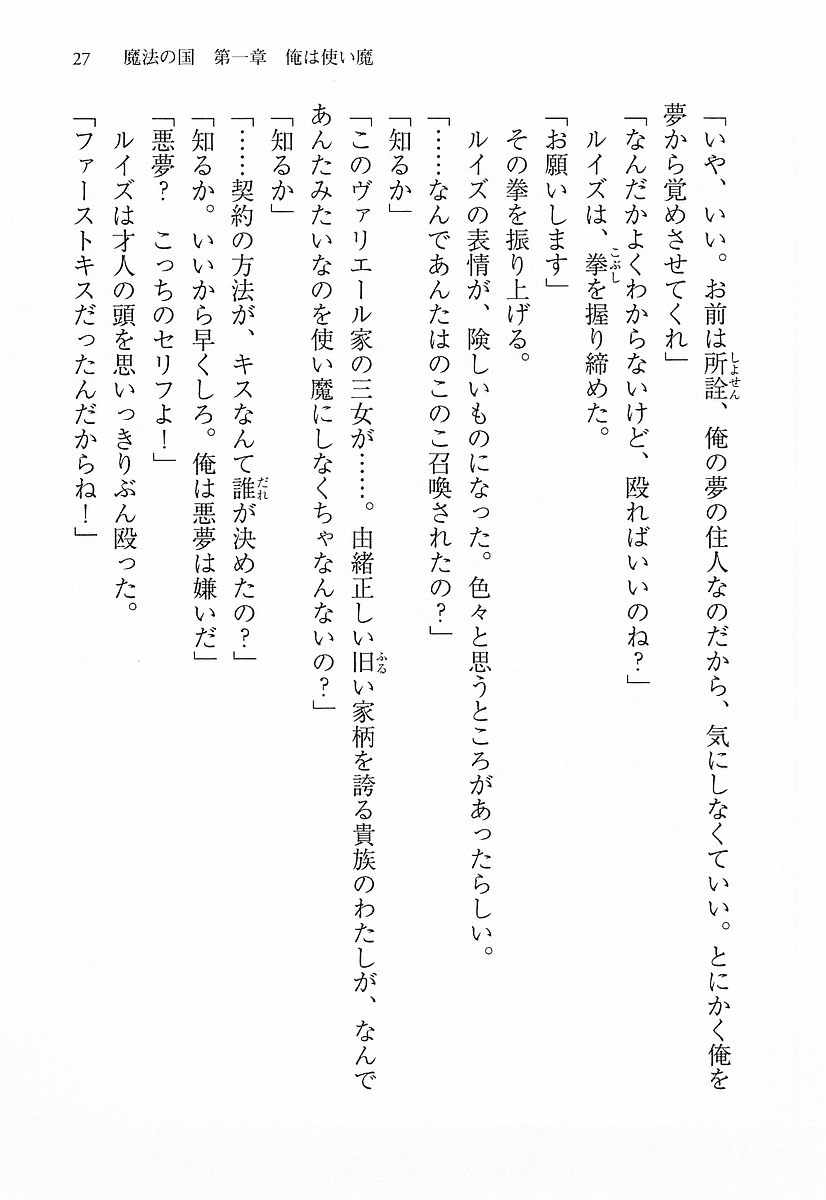 27　魔法の国　第一章　俺は使い魔
「いや、いい。お前は所詮、俺の夢の住人なのだから、気にしなくていい。とにかく俺を
夢から覚めさせてくれ」
「なんだかよくわからないけど、殴ればいいのね？」
　ルイズは、拳を握り締めた。
「お願いします」
　その拳を振り上げる。
　ルイズの表情が、険しいものになった。色々と思うところがあったらしい。
「……なんであんたはのこのこ召喚されたの？」
「知るか」
「このヴァリエール家の三女が……。由緒正しい旧い家柄を誇る貴族のわたしが、なんで
あんたみたいなのを使い魔にしなくちゃなんないの？」
「知るか」
「……契約の方法が、キスなんて誰が決めたの？」
「知るか。いいから早くしろ。俺は悪夢は嫌いだ」
「悪夢？　こっちのセリフよ！」
　ルイズは才人の頭を思いっきりぶん殴った。
「ファーストキスだったんだからね！」